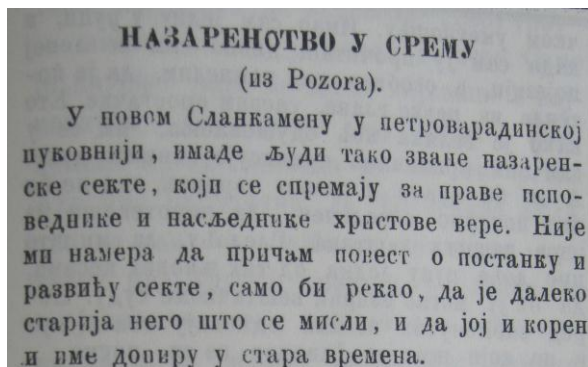 НАЗАРЕНОТВО У СРЕМУ
(из Pozora).
У новом Сланкамену у петроварадинској
пуковнији, имаде људи тако зване назарен-
ске секте, који се спремају за праве испо-
веднике и насљеднике христове вере. Није
ми намера да причам повест о постанку и
развићу секте, само би рекао, да је далеко
старија него што се мисли, и да јој и корен
и име допиру у стара времена.